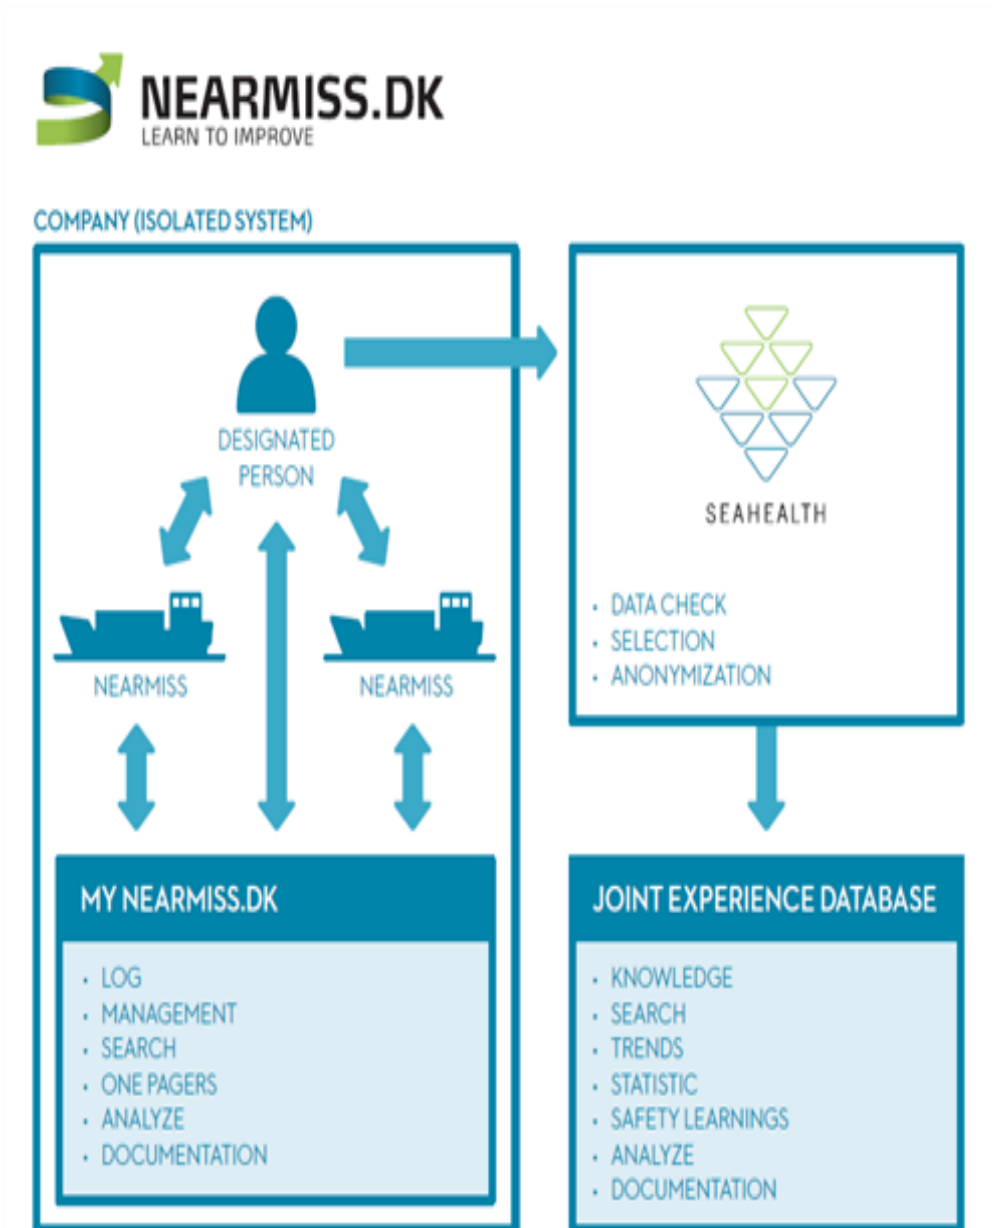 NEARMISS.DK
LEARN TO IMPROVE
COMPANY (ISOLATED SYSTEM)
DESIGNATED
PERSON
NEARMISS
NEARMISS
MY NEARMISS.DK
• LOG
• MANAGEMENT
• SEARCH
• ONE PAGERS
• ANALYZE
• DOCUMENTATION
SEAHEALTH
• DATA CHECK
• SELECTION
• ANONYMIZATION
JOINT EXPERIENCE DATABASE
• KNOWLEDGE
• SEARCH
• TRENDS
• STATISTIC
• SAFETY LEARNINGS
• ANALYZE
• DOCUMENTATION